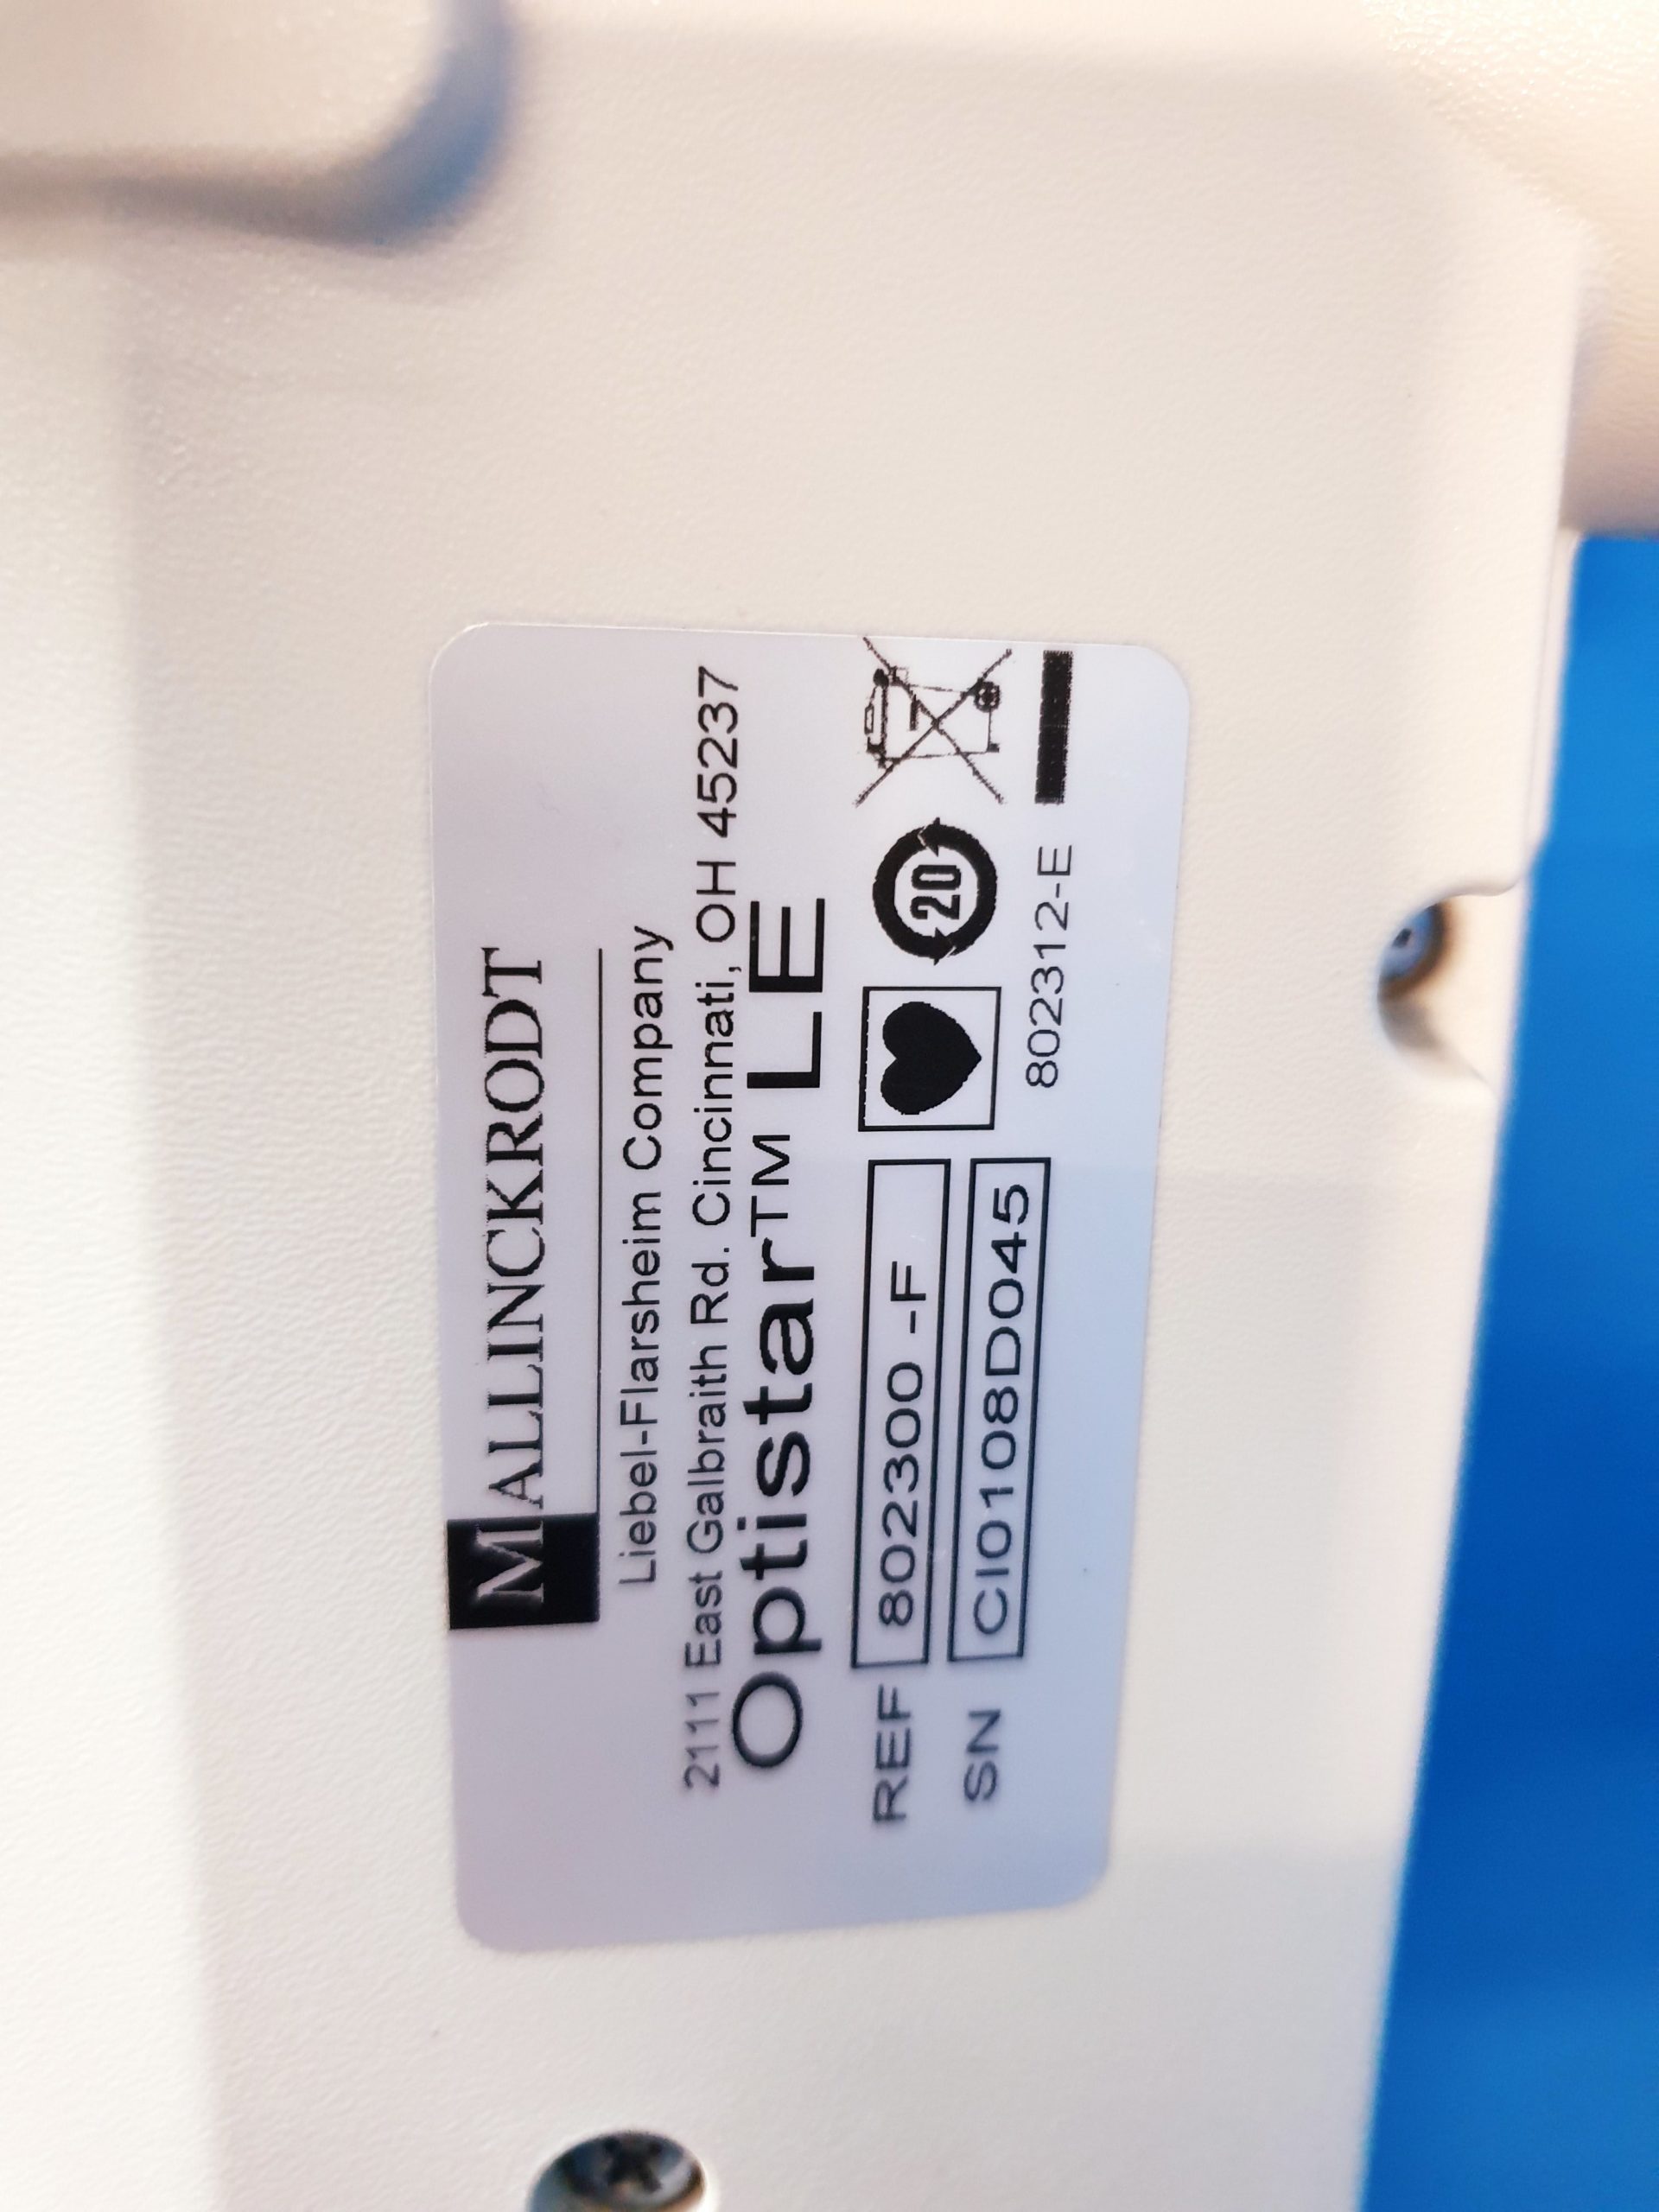 MALLINCKRODT
Liebel-Flarsheim Company
2111 East Galbraith Rd. Cincinnati, OH 45237
Optistar™ LE
REF 802300 -F
SN CI0108D045
20
802312-E